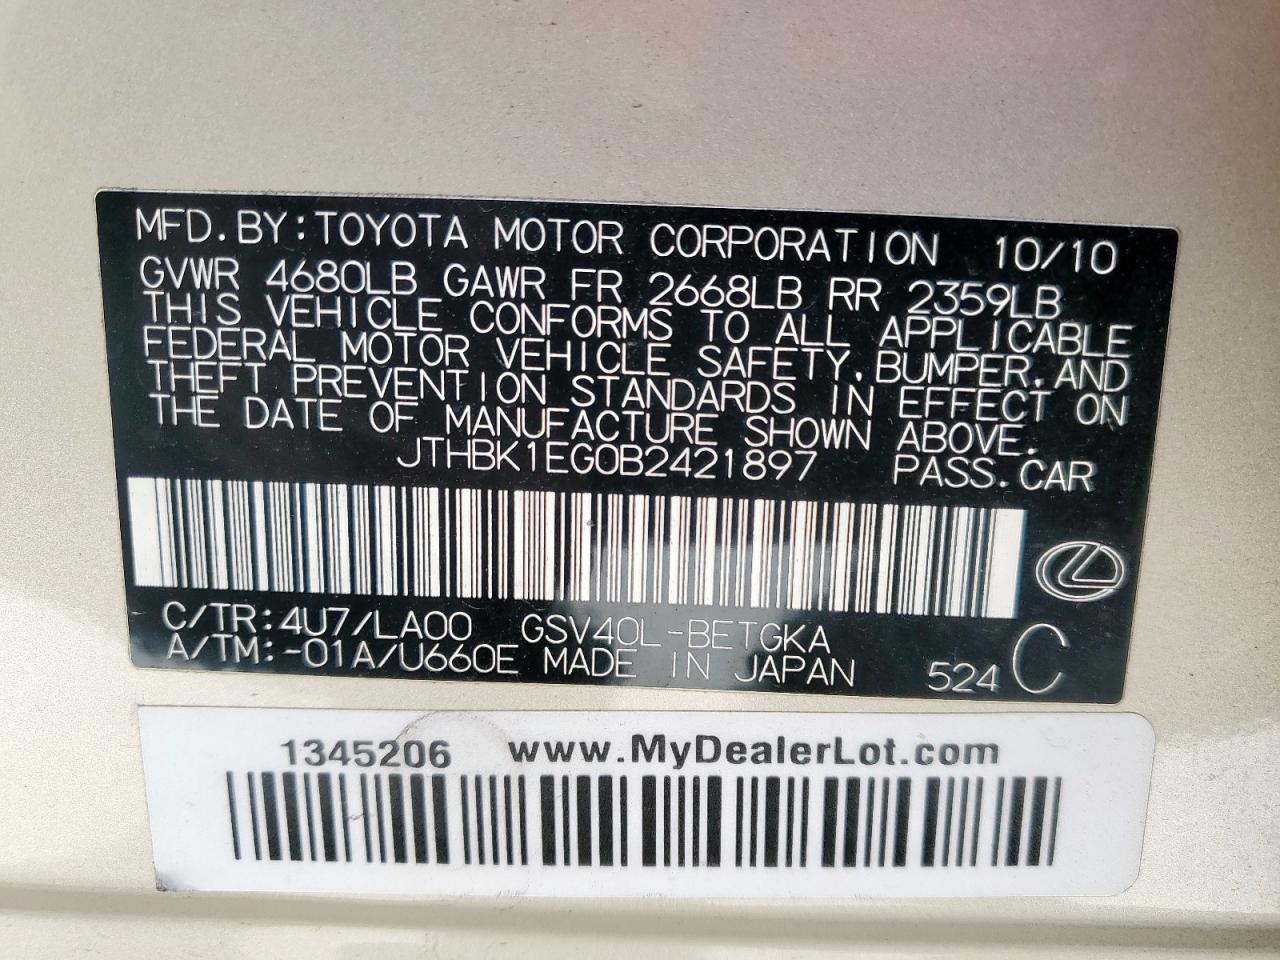 MFD.BY:TOYOTA MOTOR CORPORATION 10/10
GVWR 4680LB GAWR FR 2668LB RR 2359LB
THIS VEHICLE CONFORMS TO ALL APPLICABLE
FEDERAL MOTOR VEHICLE SAFETY,BUMPER,AND
THEFT PREVENTION STANDARDS IN EFFECT ON
THE DATE OF MANUFACTURE SHOWN ABOVE.
JTHBK1EG0B2421897 PASS.CAR
C/TR:4U7/LA00 GSV40L-BETGKA
A/TM:-01A/U660E MADE IN JAPAN 524 C
1345206 www.MyDealerLot.com